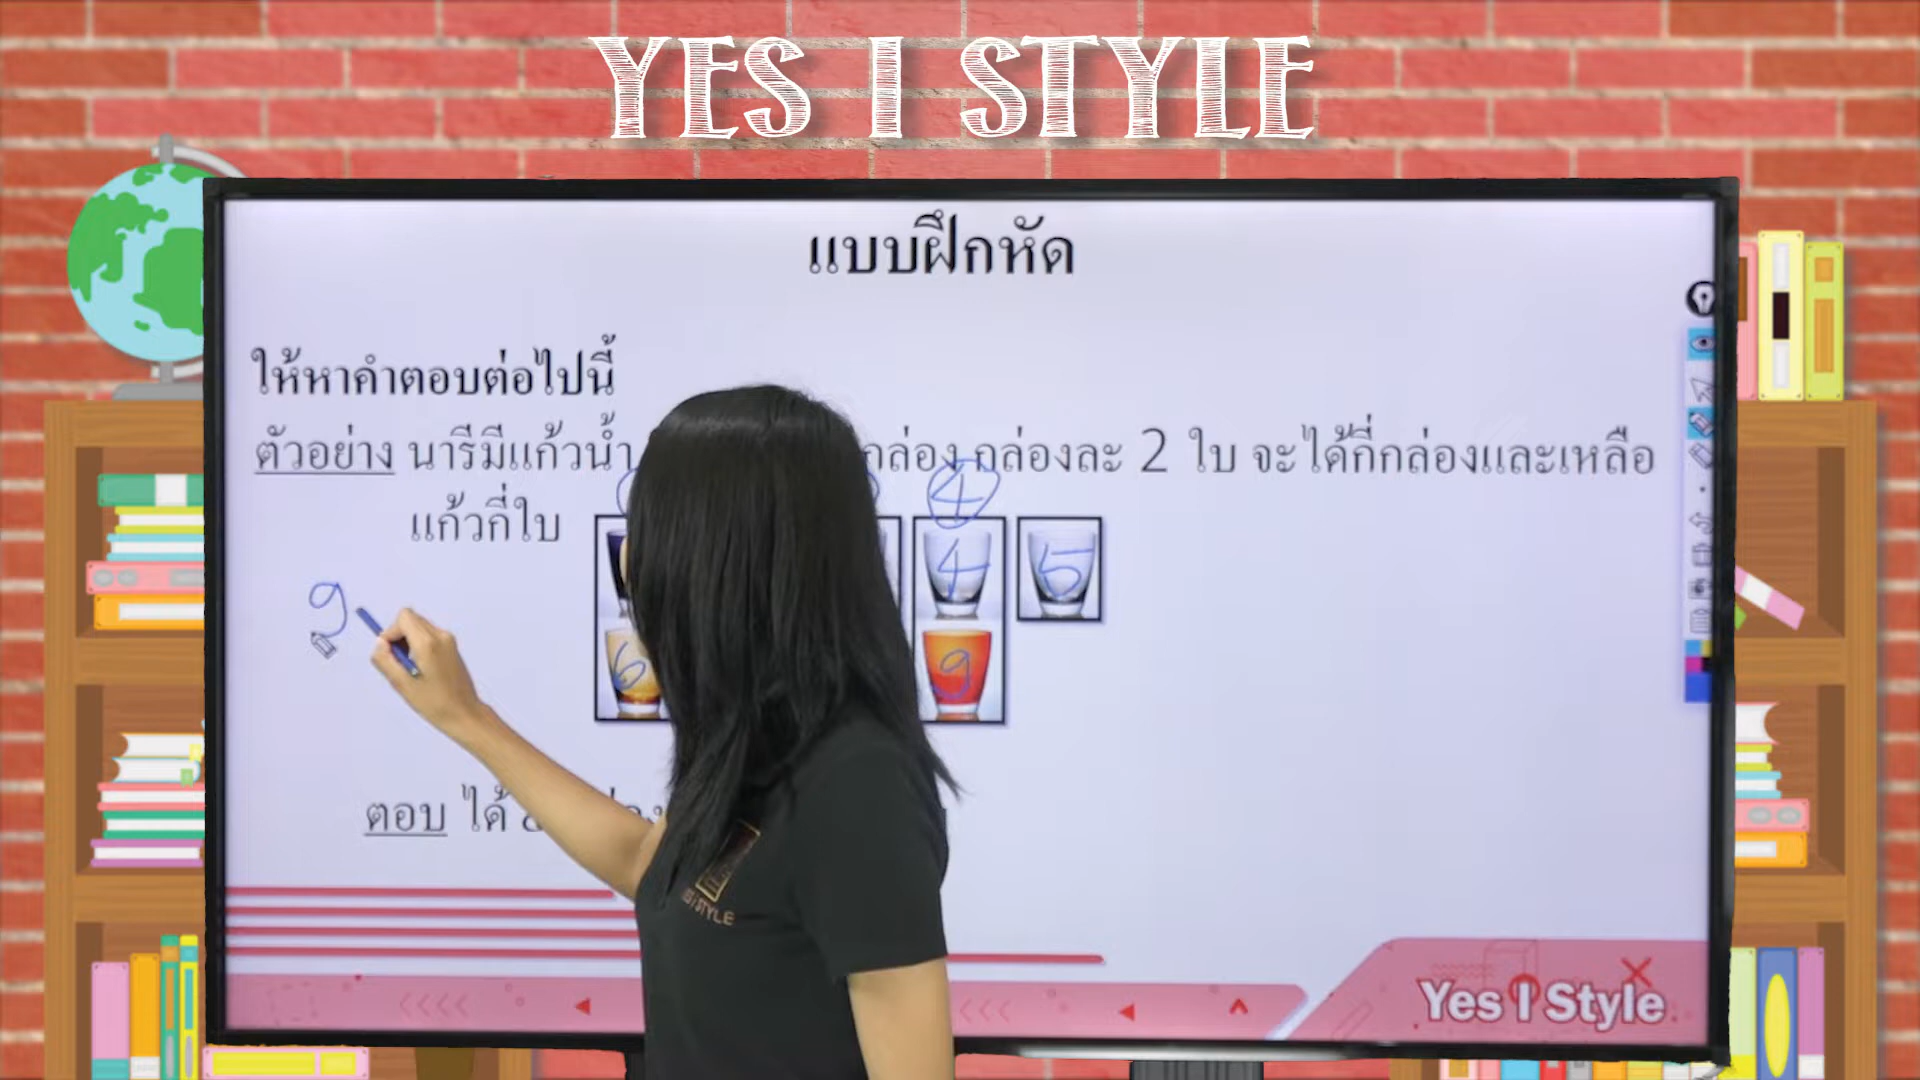 YES I STYLE
แบบฝึกหัด
ให้หาคำตอบต่อไปนี้
ตัวอย่าง นารีมีแก้วน้ำ กล่อง กล่องละ 2 ใบ จะได้กี่กล่องและเหลือ
แก้วกี่ใบ
4
4 5
9
6 9
ตอบ ได้
Yes I Style